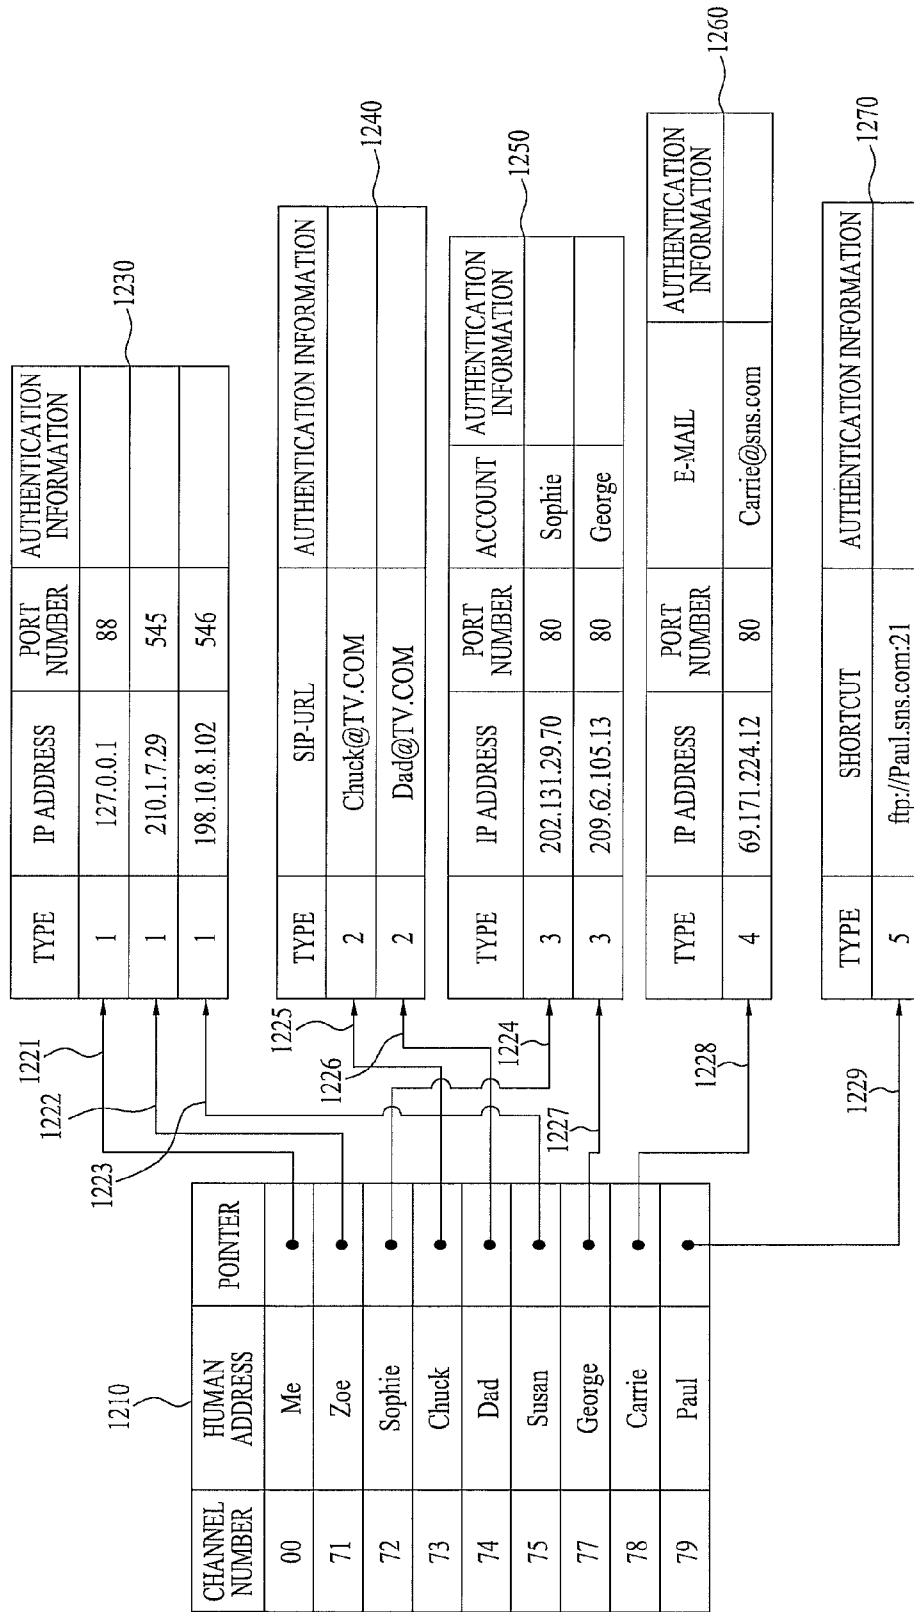 1210
CHANNEL NUMBER HUMAN ADDRESS POINTER
00 Me
71 Zoe
72 Sophie
73 Chuck
74 Dad
75 Susan
77 George
78 Carrie
79 Paul
1221
1222
1223
1225
1226
1224
1227
1228
1229
1230
TYPE IP ADDRESS PORT NUMBER AUTHENTICATION INFORMATION
1 127.0.0.1 88
1 210.1.7.29 545
1 198.10.8.102 546
1240
TYPE SIP-URL AUTHENTICATION INFORMATION
2 Chuck@TV.COM
2 Dad@TV.COM
1250
TYPE IP ADDRESS PORT NUMBER ACCOUNT AUTHENTICATION INFORMATION
3 202.131.29.70 80 Sophie
3 209.62.105.13 80 George
1260
TYPE IP ADDRESS PORT NUMBER E-MAIL AUTHENTICATION INFORMATION
4 69.171.224.12 80 Carrie@sns.com
1270
TYPE SHORTCUT AUTHENTICATION INFORMATION
5 ftp://Paul.sns.com:21